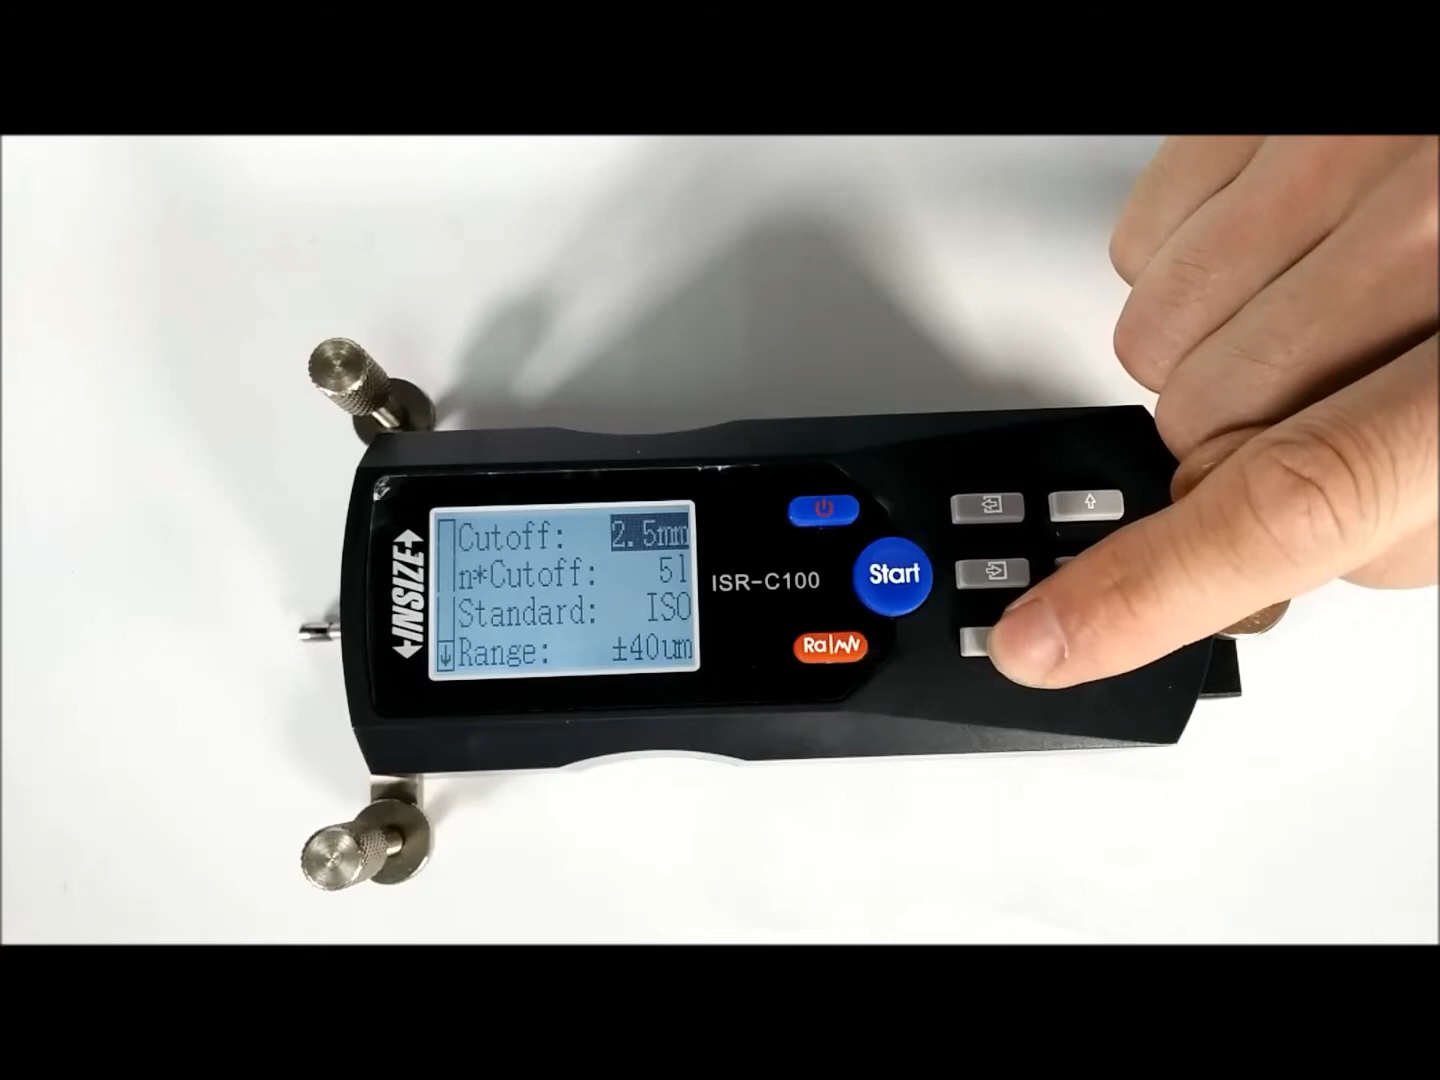 INSIZE
Cutoff: 2.5mm
n*Cutoff: 5l
Standard: ISO
Range: ±40um
ISR-C100
Start
Ra